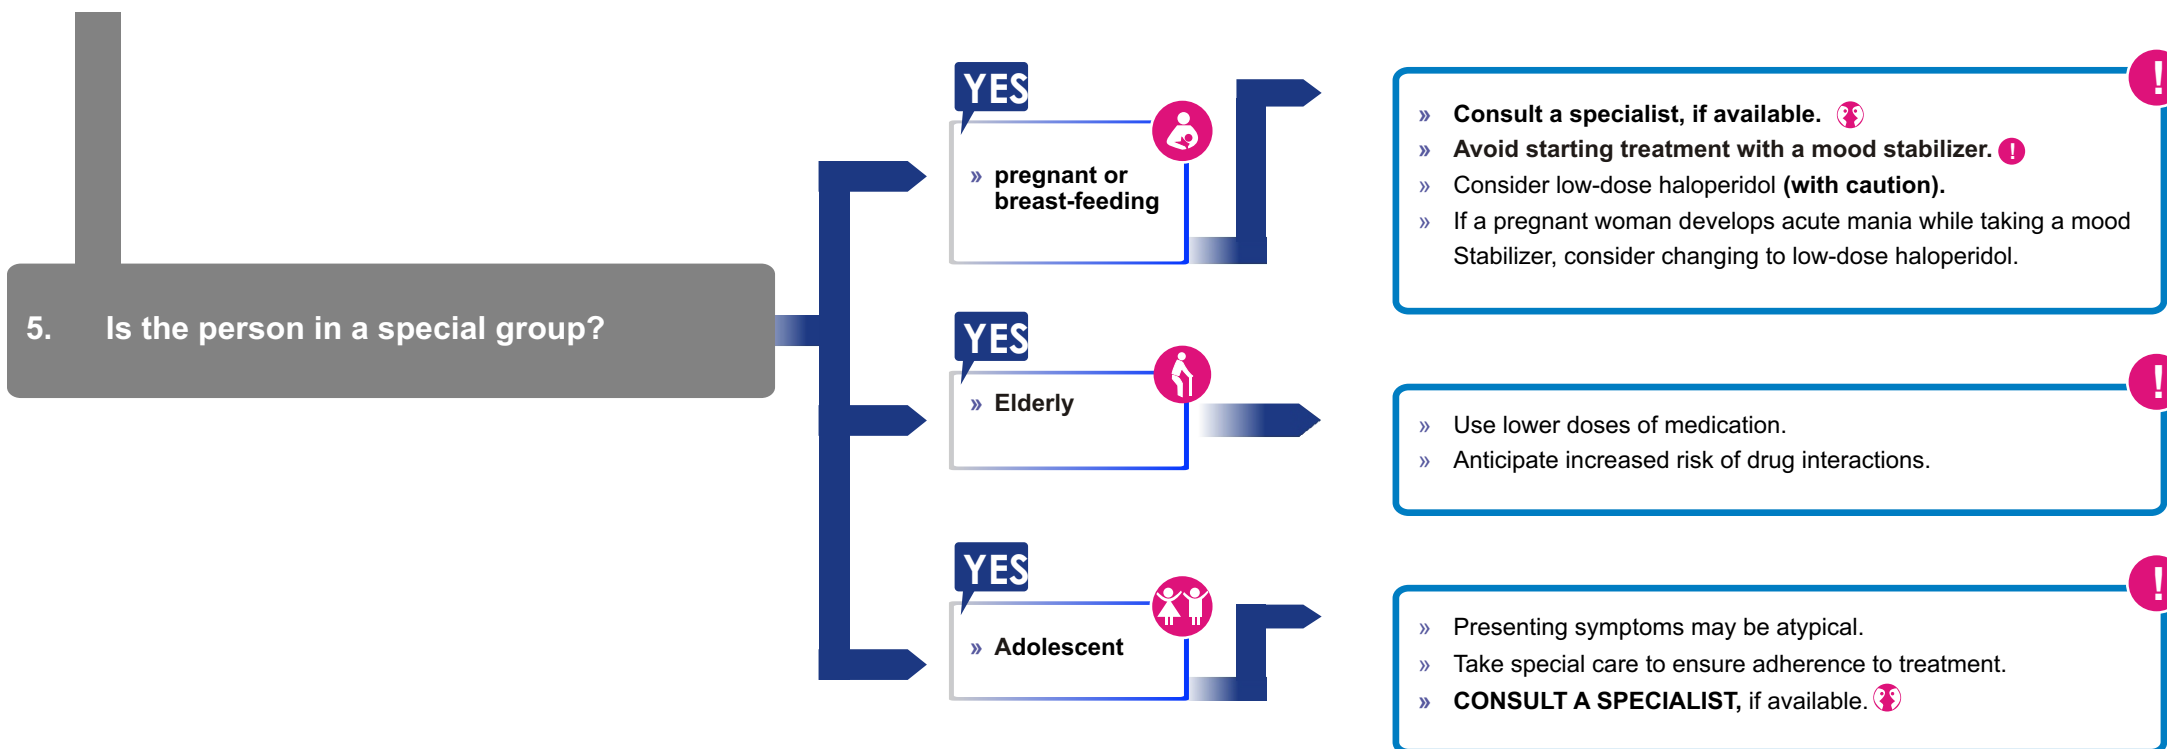 5. Is the person in a special group?
YES
» pregnant or
breast-feeding
» Consult a specialist, if available.
» Avoid starting treatment with a mood stabilizer. !
» Consider low-dose haloperidol (with caution).
» If a pregnant woman develops acute mania while taking a mood
Stabilizer, consider changing to low-dose haloperidol.
!
YES
» Elderly
» Use lower doses of medication.
» Anticipate increased risk of drug interactions.
!
YES
» Adolescent
» Presenting symptoms may be atypical.
» Take special care to ensure adherence to treatment.
» CONSULT A SPECIALIST, if available.
!